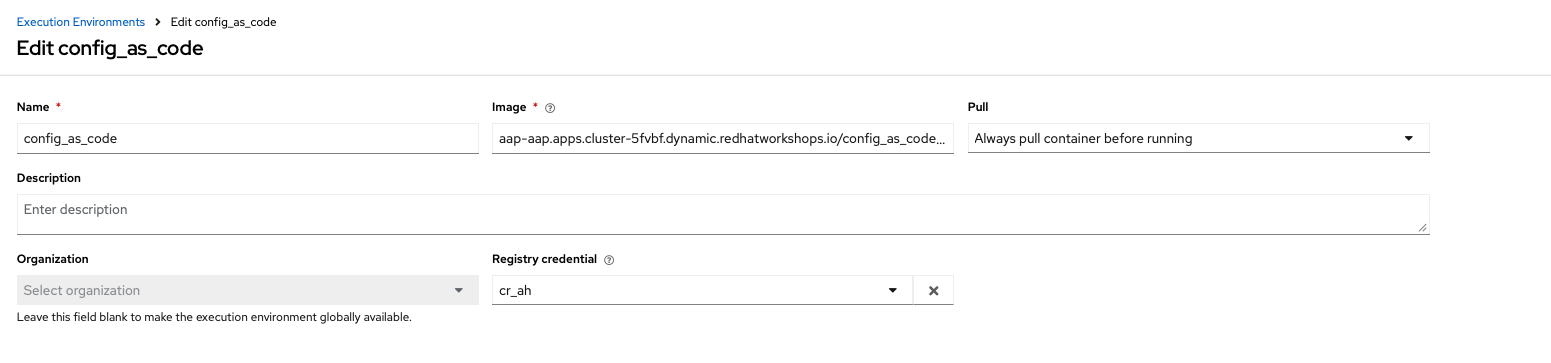 Execution Environments > Edit config_as_code
Edit config_as_code
Name * Image * Pull
config_as_code aap-aap.apps.cluster-5fvbf.dynamic.redhatworkshops.io/config_as_code... Always pull container before running
Description
Enter description
Organization Registry credential
Select organization cr_ah
Leave this field blank to make the execution environment globally available.